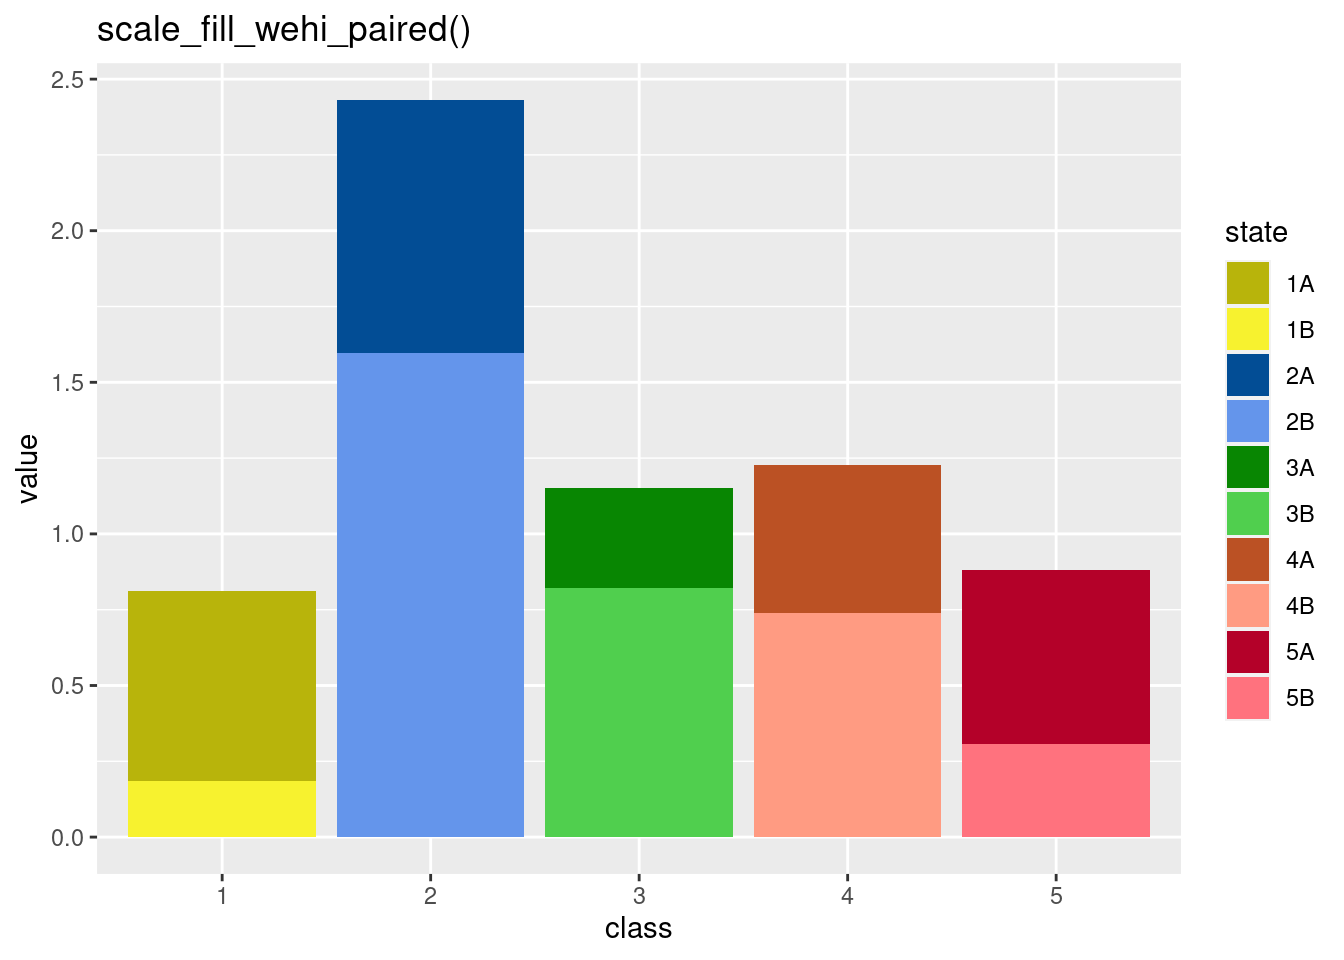 scale_fill_wehi_paired()
2.5
2.0
1.5
1.0
0.5
0.0
value
1 2 3 4 5
class
state
1A
1B
2A
2B
3A
3B
4A
4B
5A
5B